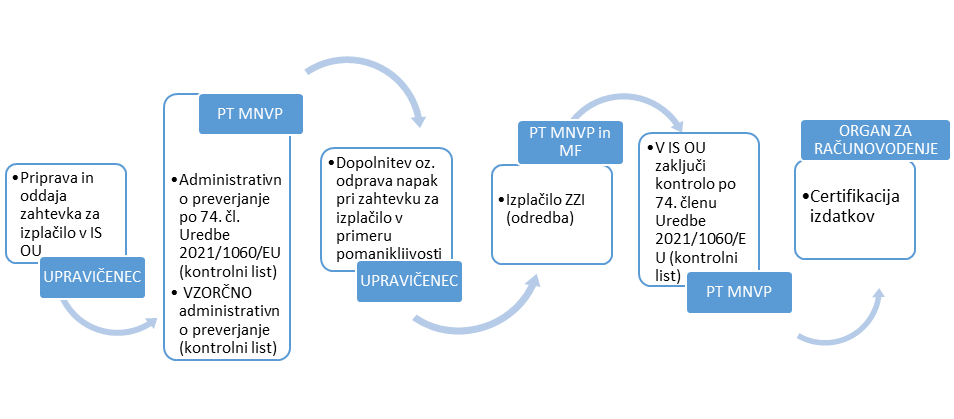 •Priprava in
oddaja
zahtevka za
izplačilo v IS
OU
UPRAVIČENEC
PT MNVP
•Administrativn
o preverjanje
po 74. čl.
Uredbe
2021/1060/EU
(kontrolni list)
• VZORČNO
administrativn
o preverjanje
(kontrolni list)
•Dopolnitev oz.
odprava napak
pri zahtevku za
izplačilo v
primeru
pomanikliivosti
UPRAVIČENEC
PT MNVP in
MF
•Izplačilo ZZI
(odredba)
•V IS OU
zaključi
kontrolo po
74. členu
Uredbe
2021/1060/E
U (kontrolni
list)
PT MNVP
ORGAN ZA
RAČUNOVODENJE
•Certifikacija
izdatkov